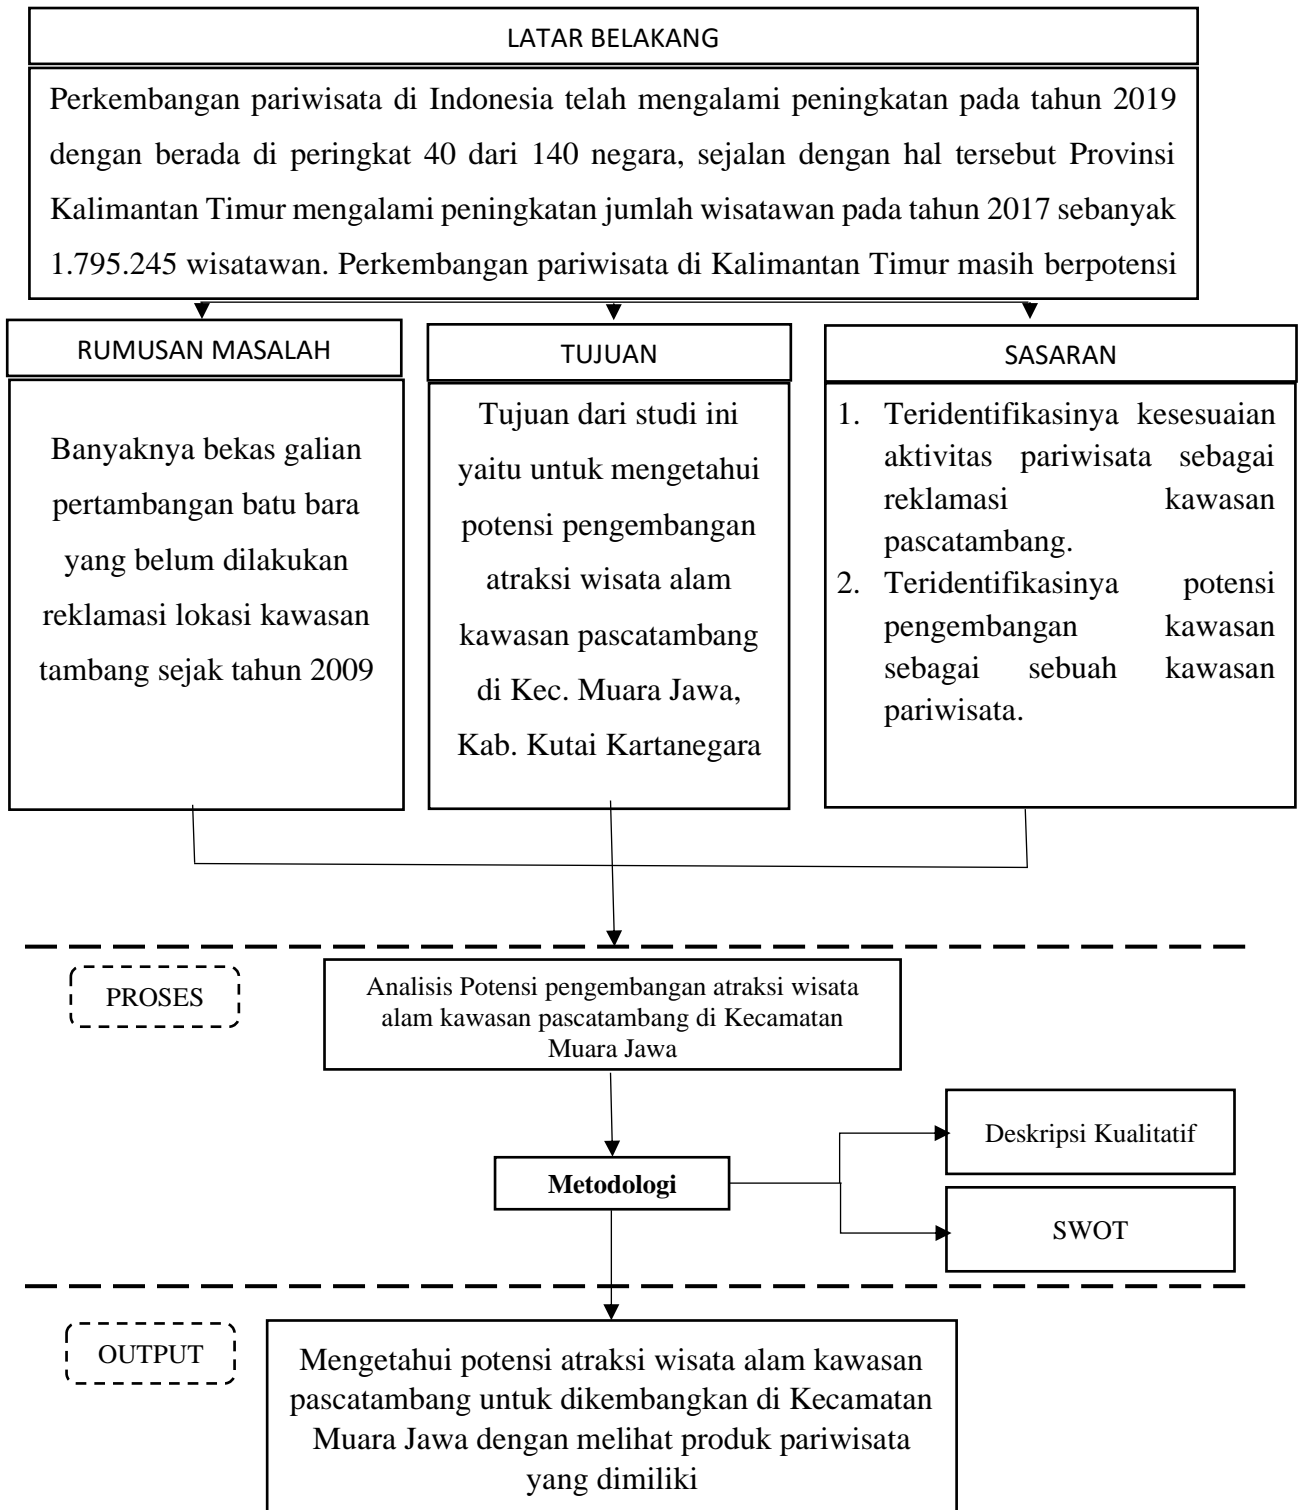 LATAR BELAKANG
Perkembangan pariwisata di Indonesia telah mengalami peningkatan pada tahun 2019
dengan berada di peringkat 40 dari 140 negara, sejalan dengan hal tersebut Provinsi
Kalimantan Timur mengalami peningkatan jumlah wisatawan pada tahun 2017 sebanyak
1.795.245 wisatawan. Perkembangan pariwisata di Kalimantan Timur masih berpotensi
RUMUSAN MASALAH
Banyaknya bekas galian
pertambangan batu bara
yang belum dilakukan
reklamasi lokasi kawasan
tambang sejak tahun 2009
TUJUAN
Tujuan dari studi ini
yaitu untuk mengetahui
potensi pengembangan
atraksi wisata alam
kawasan pascatambang
di Kec. Muara Jawa,
Kab. Kutai Kartanegara
SASARAN
1. Teridentifikasinya kesesuaian
aktivitas pariwisata sebagai
reklamasi kawasan
pascatambang.
2. Teridentifikasinya potensi
pengembangan kawasan
sebagai sebuah kawasan
pariwisata.
PROSES
Analisis Potensi pengembangan atraksi wisata
alam kawasan pascatambang di Kecamatan
Muara Jawa
Deskripsi Kualitatif
Metodologi
SWOT
OUTPUT
Mengetahui potensi atraksi wisata alam kawasan
pascatambang untuk dikembangkan di Kecamatan
Muara Jawa dengan melihat produk pariwisata
yang dimiliki